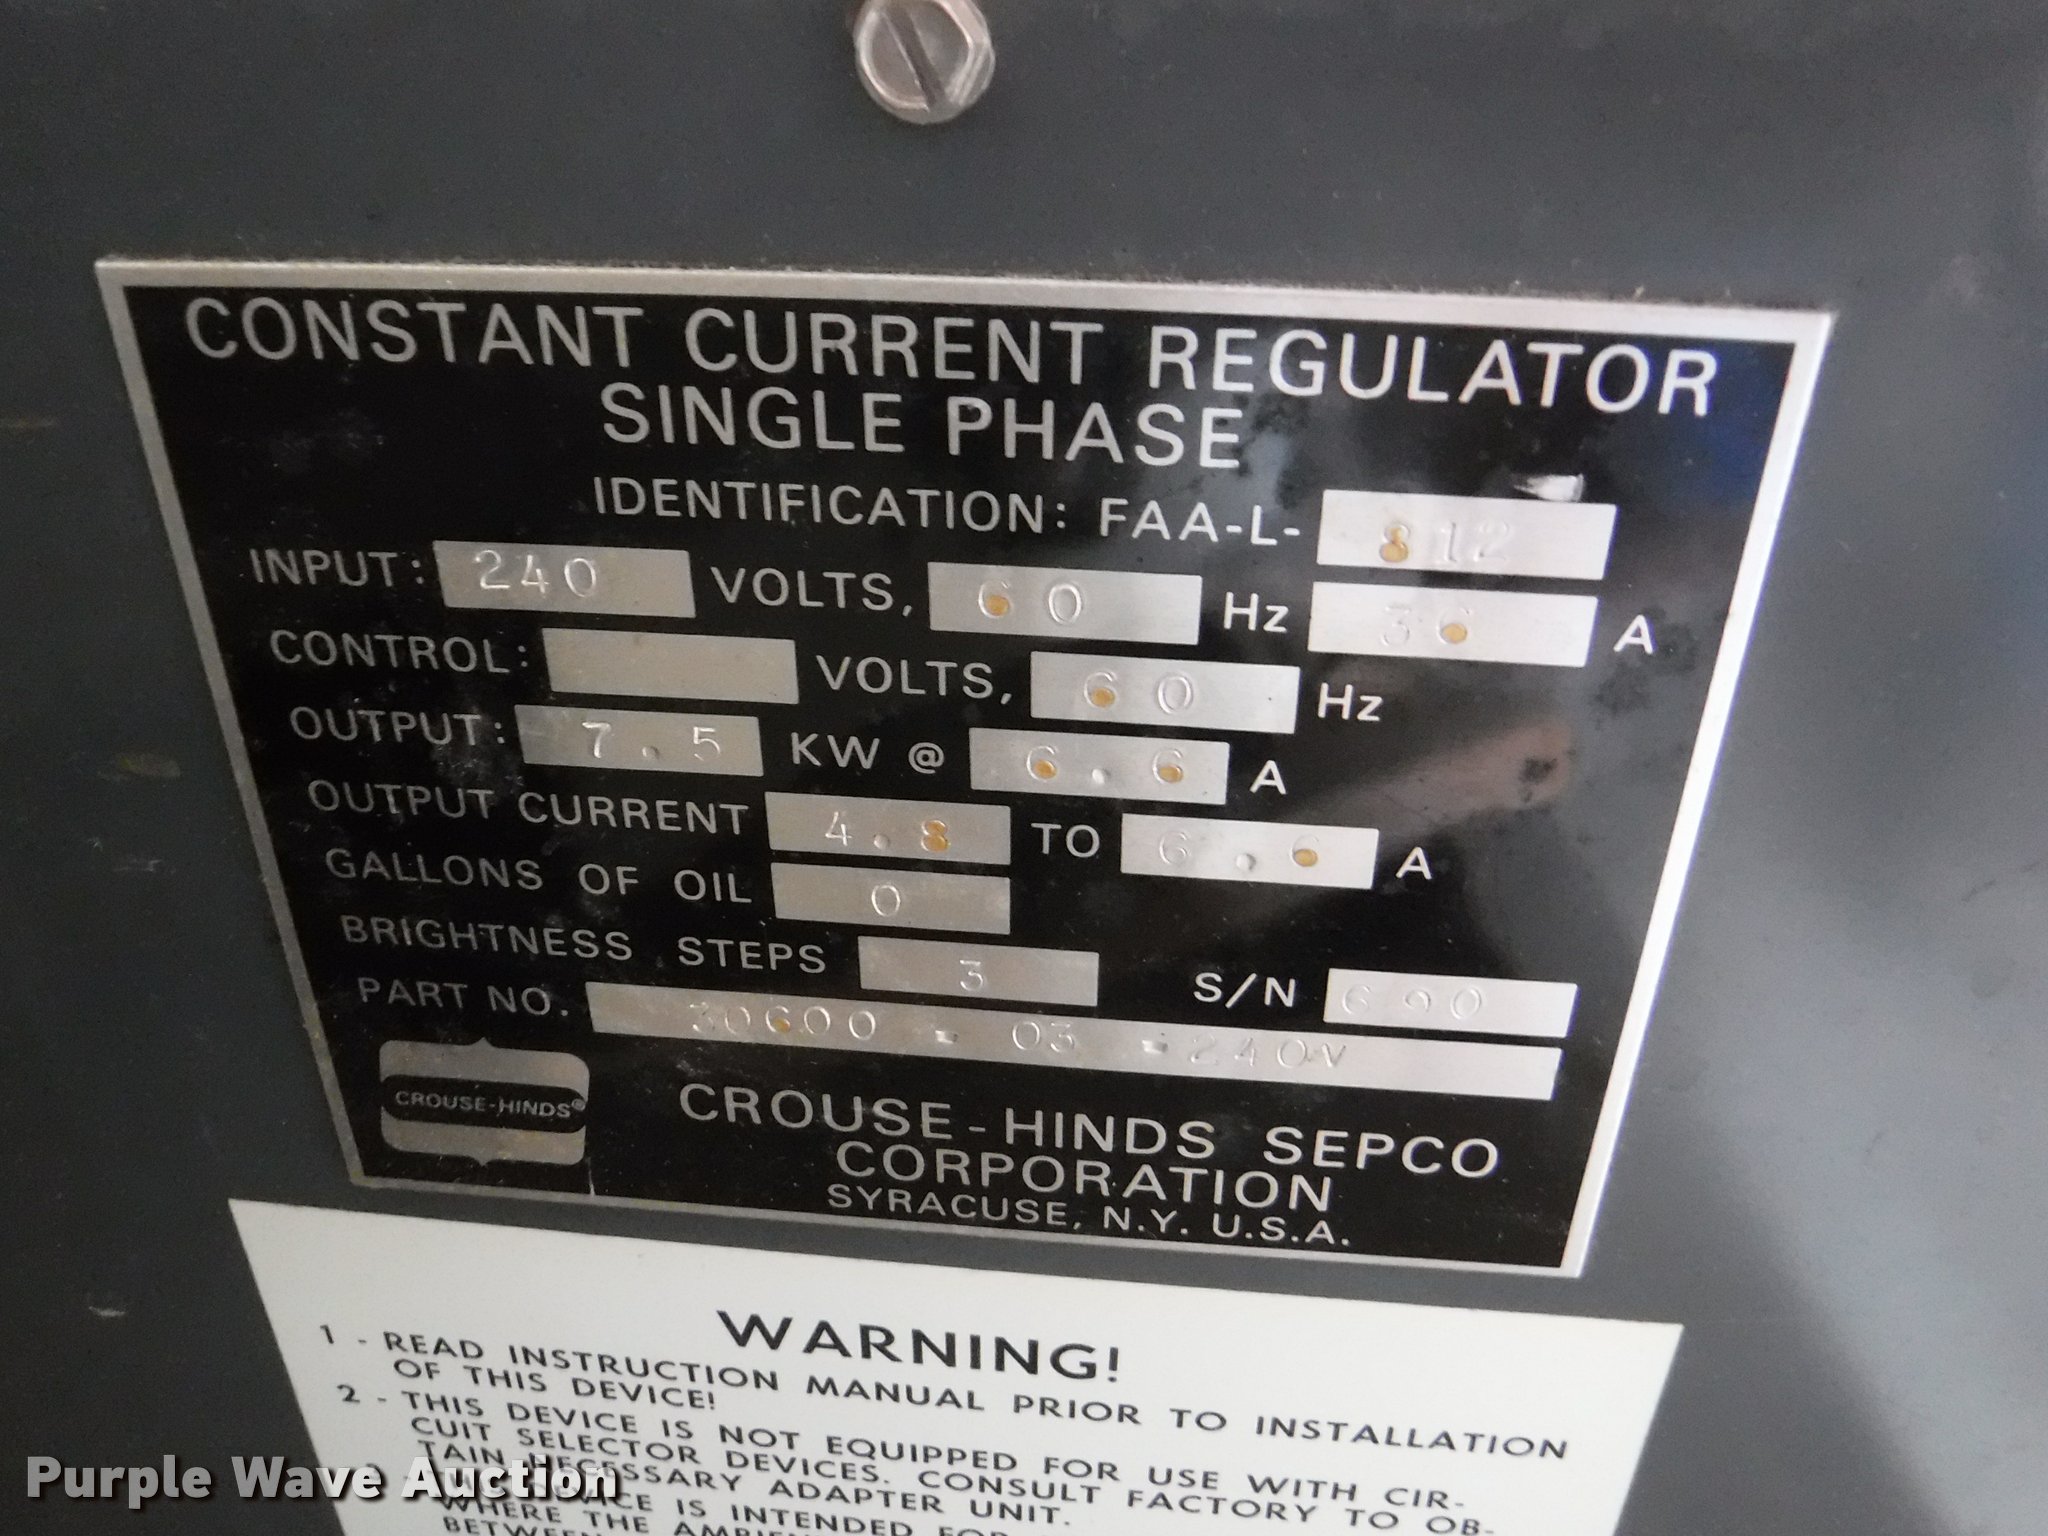 CONSTANT CURRENT REGULATOR
SINGLE PHASE
IDENTIFICATION: FAA-L- 812
INPUT: 240 VOLTS, 60 Hz 36 A
CONTROL: VOLTS, 60 Hz
OUTPUT: 7.5 KW @ 6.6 A
OUTPUT CURRENT 4.8 TO 6.6 A
GALLONS OF OIL 0
BRIGHTNESS STEPS 3 S/N
PART NO. 30600 - 03 - 240V
CROUSE-HINDS®
CROUSE-HINDS SEPCO
CORPORATION
SYRACUSE, N.Y. U.S.A.
WARNING!
1 - READ INSTRUCTION MANUAL PRIOR TO INSTALLATION
OF THIS DEVICE!
2 - THIS DEVICE IS NOT EQUIPPED FOR USE WITH CIR-
CUIT SELECTOR DEVICES. CONSULT FACTORY TO OB-
TAIN NECESSARY ADAPTER UNIT.
IS INTENDED
WHERE THE
Purple Wave Auction